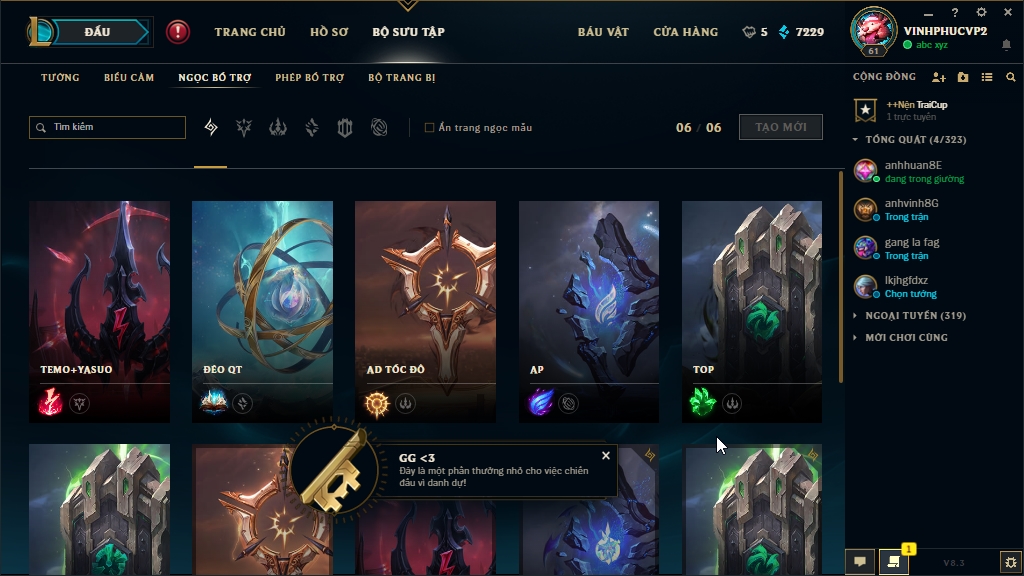 ĐẤU
TRANG CHỦ
HỒ SƠ
BỘ SƯU TẬP
BÁU VẬT
CỬA HÀNG
5
7229
61
VINHPHUCVP2
abc xyz
TƯỚNG
BIỂU CẢM
NGỌC BỔ TRỢ
PHÉP BỔ TRỢ
BỘ TRANG BỊ
CỘNG ĐỒNG
Tìm kiếm
Ẩn trang ngọc mẫu
06 / 06
TẠO MỚI
++Nện TraiCup
1 trực tuyến
TỔNG QUÁT (4/323)
anhhuan8E
đang trong giường
anhvinh8G
Trong trận
gang la fag
Trong trận
lkjhgfdxz
Chọn tướng
NGOẠI TUYẾN (319)
MỚI CHƠI CÙNG
TEMO+YASUO
ĐÉO QT
AD TỐC ĐỘ
AP
TOP
GG <3
Đây là một phần thưởng nhỏ cho việc chiến
đấu vì danh dự!
1
V8.3